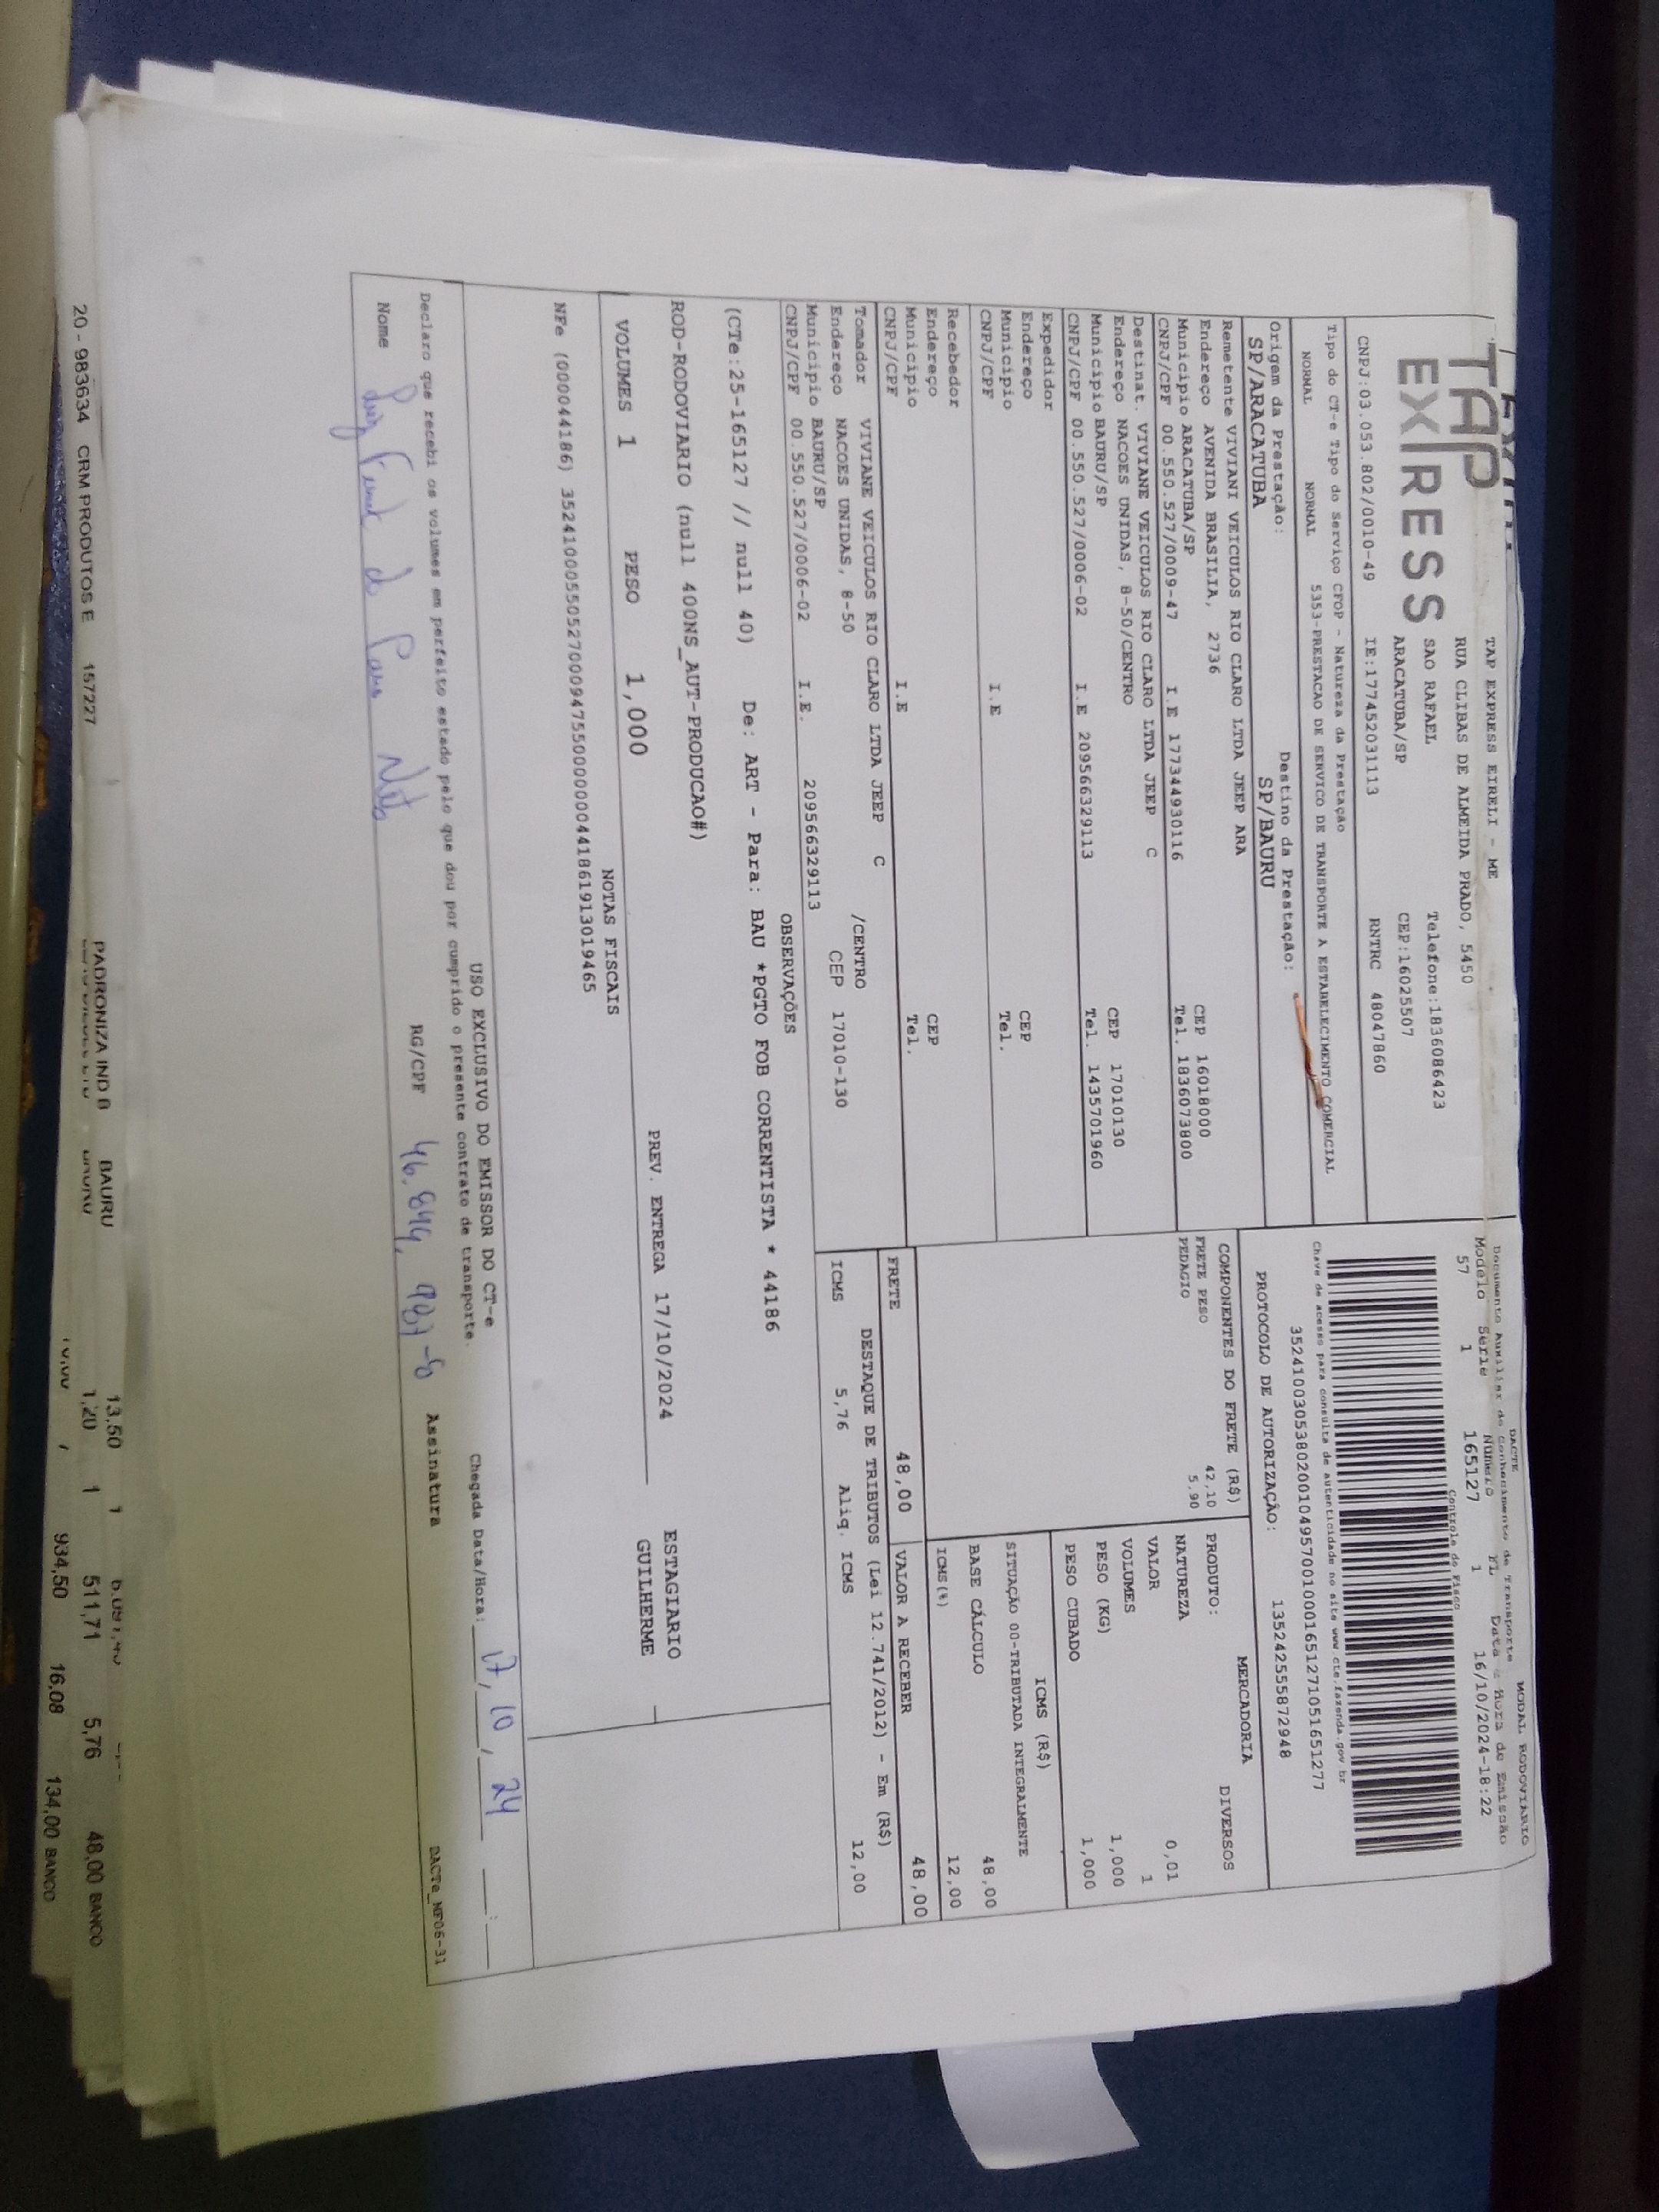 TAP
EXPRESS
TAP EXPRESS EIRELI - ME
RUA CLIBAS DE ALMEIDA PRADO, 5450
SAO RAFAEL Telefone:1836086423
ARACATUBA/SP CEP:16025507
CNPJ:03.053.802/0010-49 IE:177452031113 RNTRC 48047860
DACTE MODAL RODOVIARIO
Documento Auxiliar do Conhecimento de Transporte
Modelo Série Número FL Data e Hora de Emissão
57 1 165127 1 16/10/2024-18:22
Controle do Fisco
Chave de acesso para consulta de autenticidade no site www.cte.fazenda.gov.br
35241003053802001049570010001651271051651277
PROTOCOLO DE AUTORIZAÇÃO: 135242555872948
Tipo do CT-e Tipo do Serviço CFOP - Natureza da Prestação
NORMAL NORMAL 5353-PRESTACAO DE SERVICO DE TRANSPORTE A ESTABELECIMENTO COMERCIAL
Origem da Prestação: Destino da Prestação:
SP/ARACATUBA SP/BAURU
Remetente VIVIANI VEICULOS RIO CLARO LTDA JEEP ARA
Endereço AVENIDA BRASILIA, 2736 CEP 16018000
Municipio ARACATUBA/SP Tel. 1836073800
CNPJ/CPF 00.550.527/0009-47 I.E 177344930116
Destinat. VIVIANE VEICULOS RIO CLARO LTDA JEEP C
Endereço NACOES UNIDAS, 8-50/CENTRO CEP 17010130
Municipio BAURU/SP Tel. 1435701960
CNPJ/CPF 00.550.527/0006-02 I.E 209566329113
Expedidor
Endereço CEP
Municipio Tel.
CNPJ/CPF I.E
Recebedor
Endereço CEP
Municipio Tel.
CNPJ/CPF I.E
Tomador VIVIANE VEICULOS RIO CLARO LTDA JEEP C /CENTRO
Endereço NACOES UNIDAS, 8-50 CEP 17010-130
Municipio BAURU/SP
CNPJ/CPF 00.550.527/0006-02 I.E. 209566329113
COMPONENTES DO FRETE (R$)
FRETE PESO 42,10
PEDAGIO 5,90
MERCADORIA
PRODUTO: DIVERSOS
NATUREZA
VALOR 0,01
VOLUMES 1
PESO (KG) 1,000
PESO CUBADO 1,000
ICMS (R$)
SITUAÇÃO 00-TRIBUTADA INTEGRALMENTE
BASE CÁLCULO 48,00
ICMS(%) 12,00
FRETE 48,00 VALOR A RECEBER 48,00
DESTAQUE DE TRIBUTOS (Lei 12.741/2012) - Em (R$)
ICMS 5,76 Aliq. ICMS 12,00
OBSERVAÇÕES
(CTe:25-165127 // null 40) De: ART - Para: BAU *PGTO FOB CORRENTISTA * 44186
ROD-RODOVIARIO (null 400NS_AUT-PRODUCAO#)
VOLUMES 1 PESO 1,000 PREV. ENTREGA 17/10/2024
ESTAGIARIO
GUILHERME
NOTAS FISCAIS
NFe (000044186) 35241000550527000947550000000441861913019465
USO EXCLUSIVO DO EMISSOR DO CT-e
Declaro que recebi os volumes em perfeito estado pelo que dou por cumprido o presente contrato de transporte.
Chegada Data/Hora: 17/10/24
Nome RG/CPF Assinatura
DACTe_MF06-31
PADRONIZA IND B BAURU 13,50 1 5,76 48,00 BANCO
1,20 1 511,71
20 - 983634 CRM PRODUTOS E 157227 934,50 16,08 134,00 BANCO